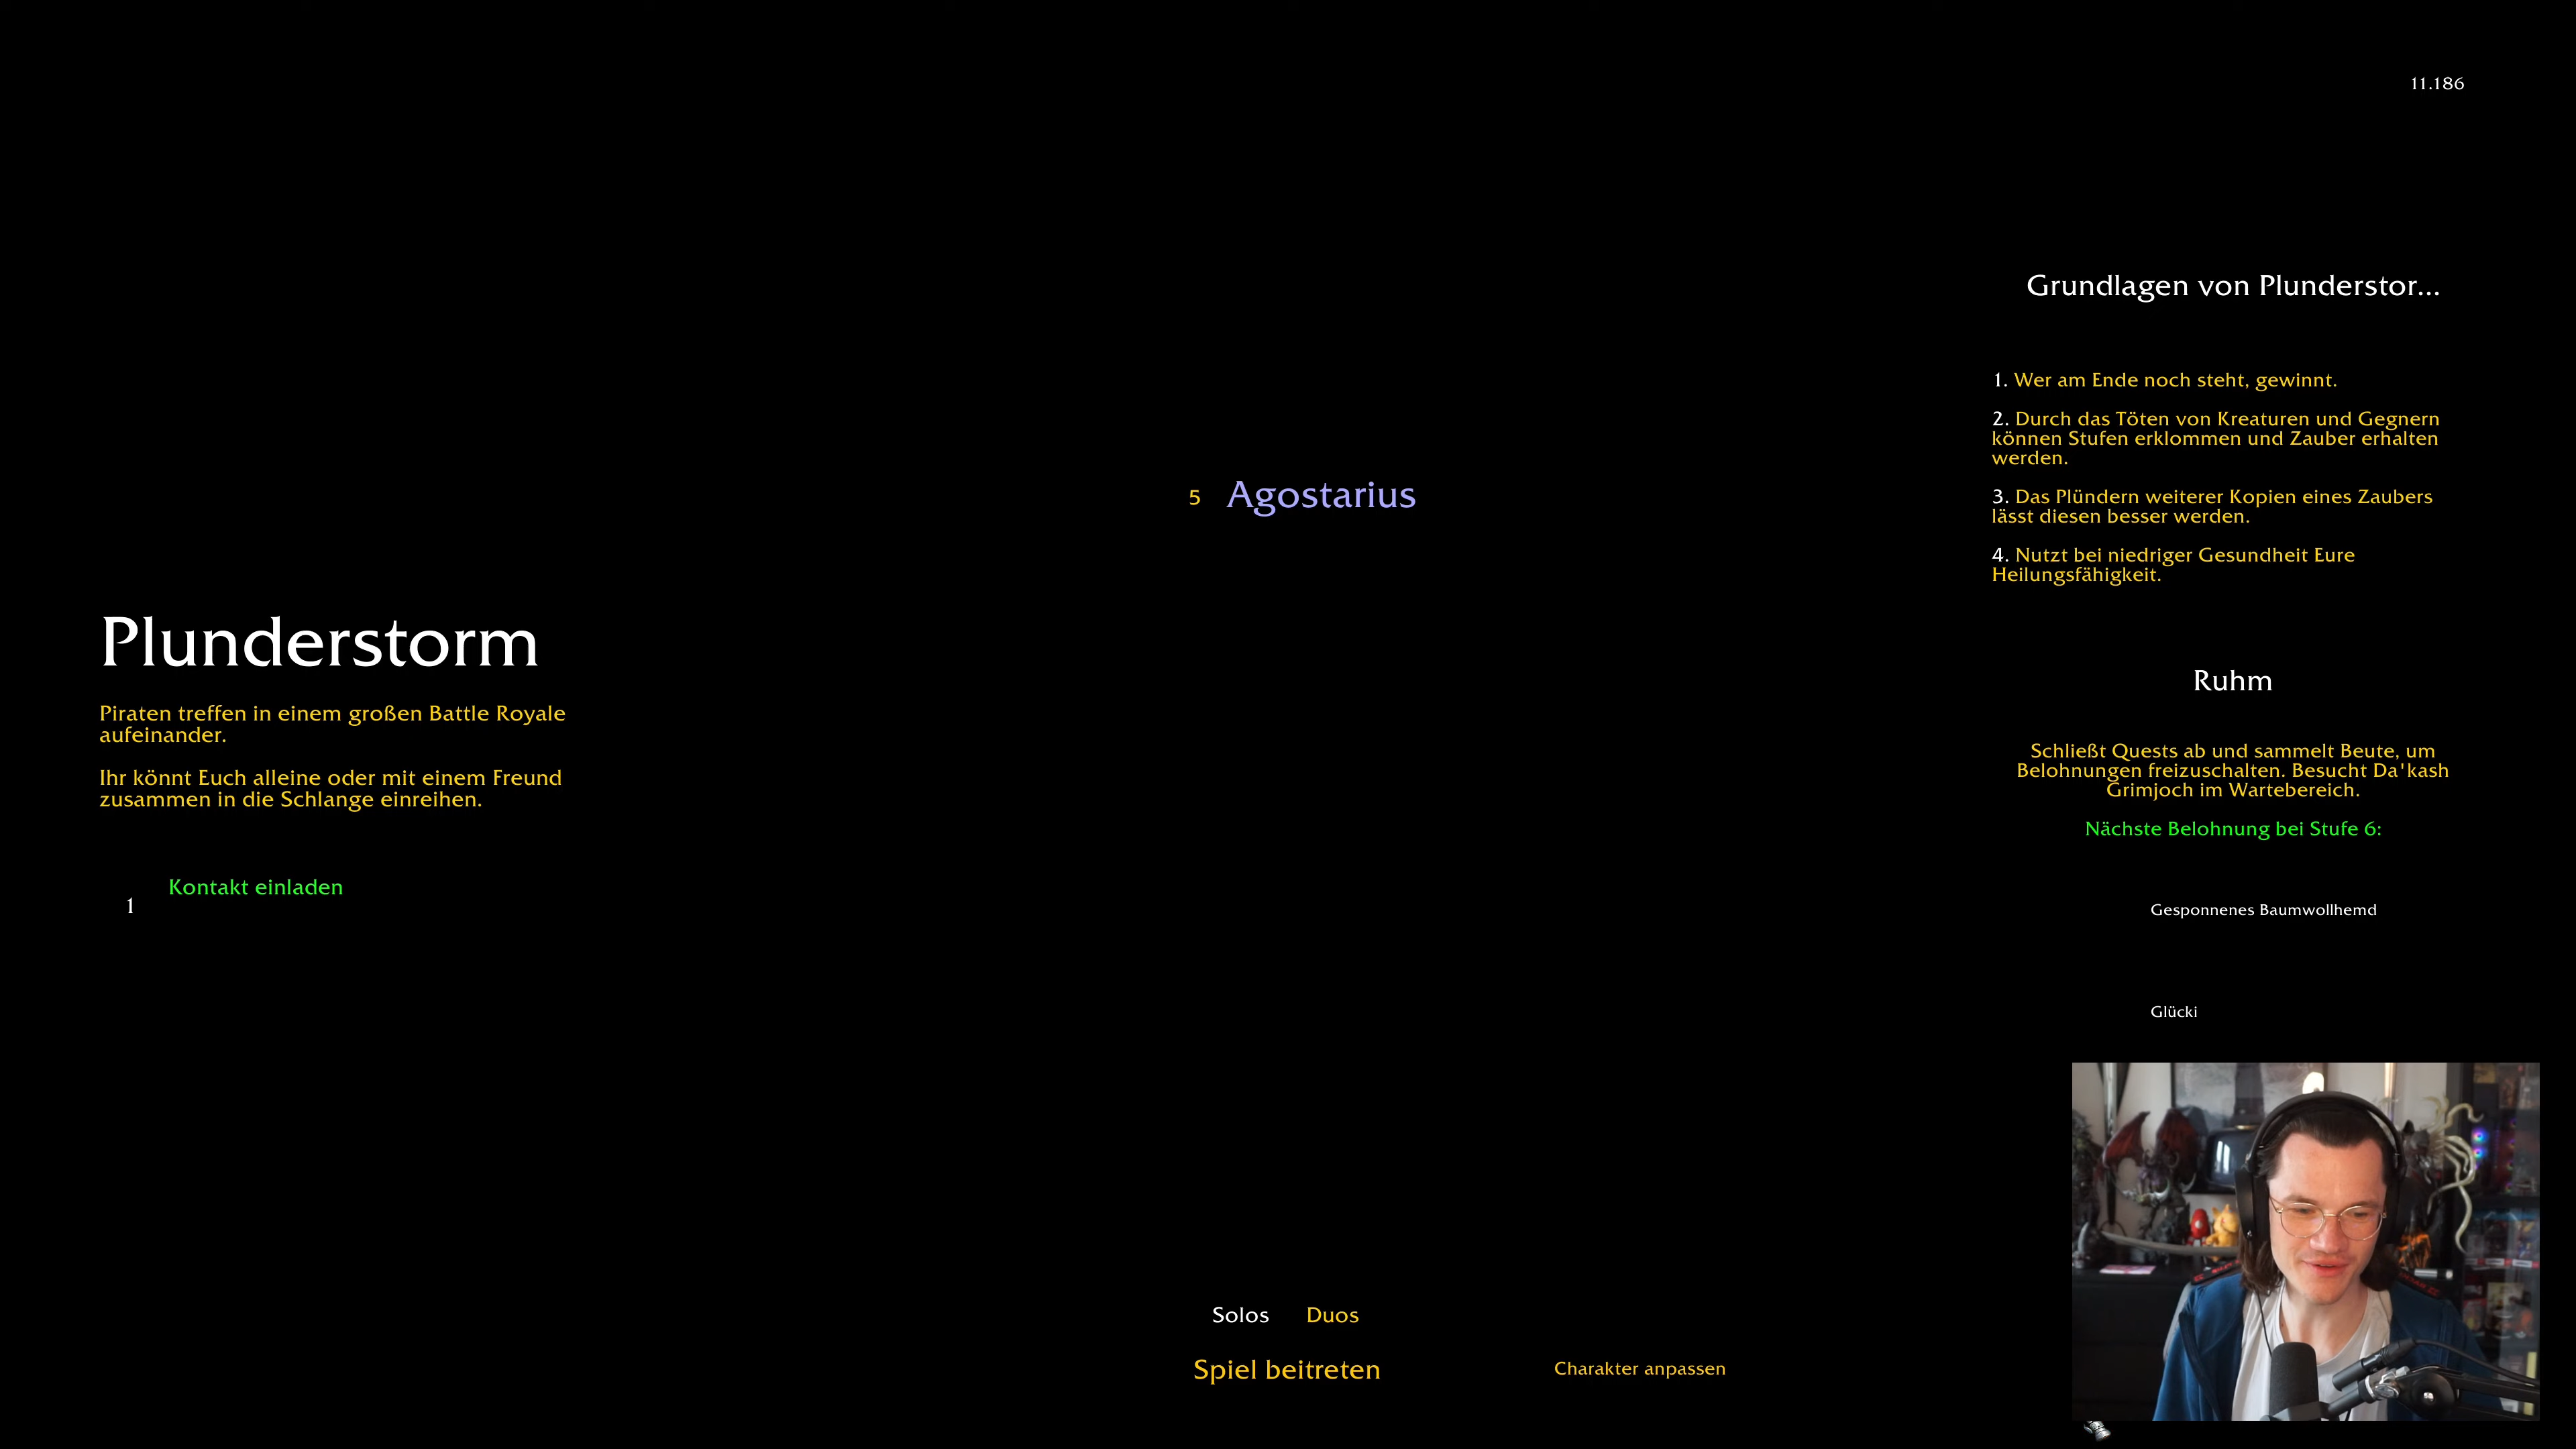 11.186
Plunderstorm
Piraten treffen in einem großen Battle Royale
aufeinander.
Ihr könnt Euch alleine oder mit einem Freund
zusammen in die Schlange einreihen.
Kontakt einladen
1
5 Agostarius
Solos Duos
Spiel beitreten
Charakter anpassen
Grundlagen von Plunderstor...
1. Wer am Ende noch steht, gewinnt.
2. Durch das Töten von Kreaturen und Gegnern
können Stufen erklommen und Zauber erhalten
werden.
3. Das Plündern weiterer Kopien eines Zaubers
lässt diesen besser werden.
4. Nutzt bei niedriger Gesundheit Eure
Heilungsfähigkeit.
Ruhm
Schließt Quests ab und sammelt Beute, um
Belohnungen freizuschalten. Besucht Da'kash
Grimjoch im Wartebereich.
Nächste Belohnung bei Stufe 6:
Gesponnenes Baumwollhemd
Glücki